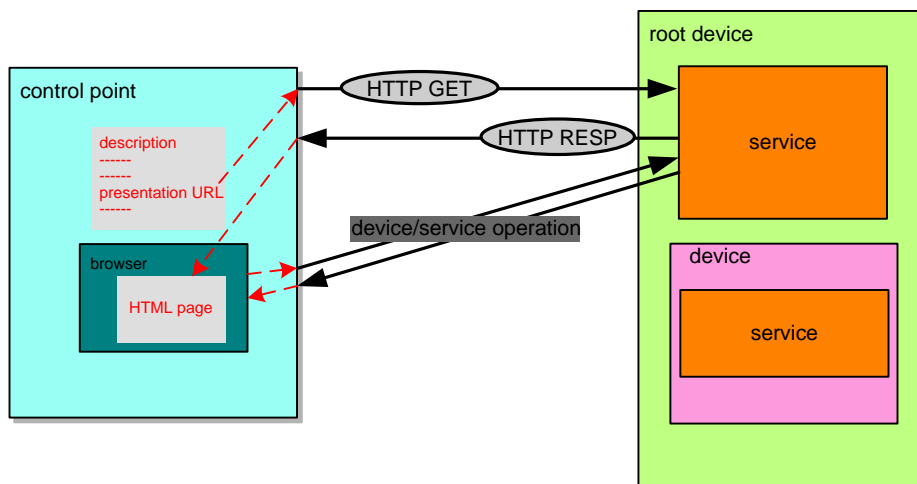 root device
control point
HTTP GET
HTTP RESP
service
description
------
------
presentation URL
------
device/service operation
browser
HTML page
device
service